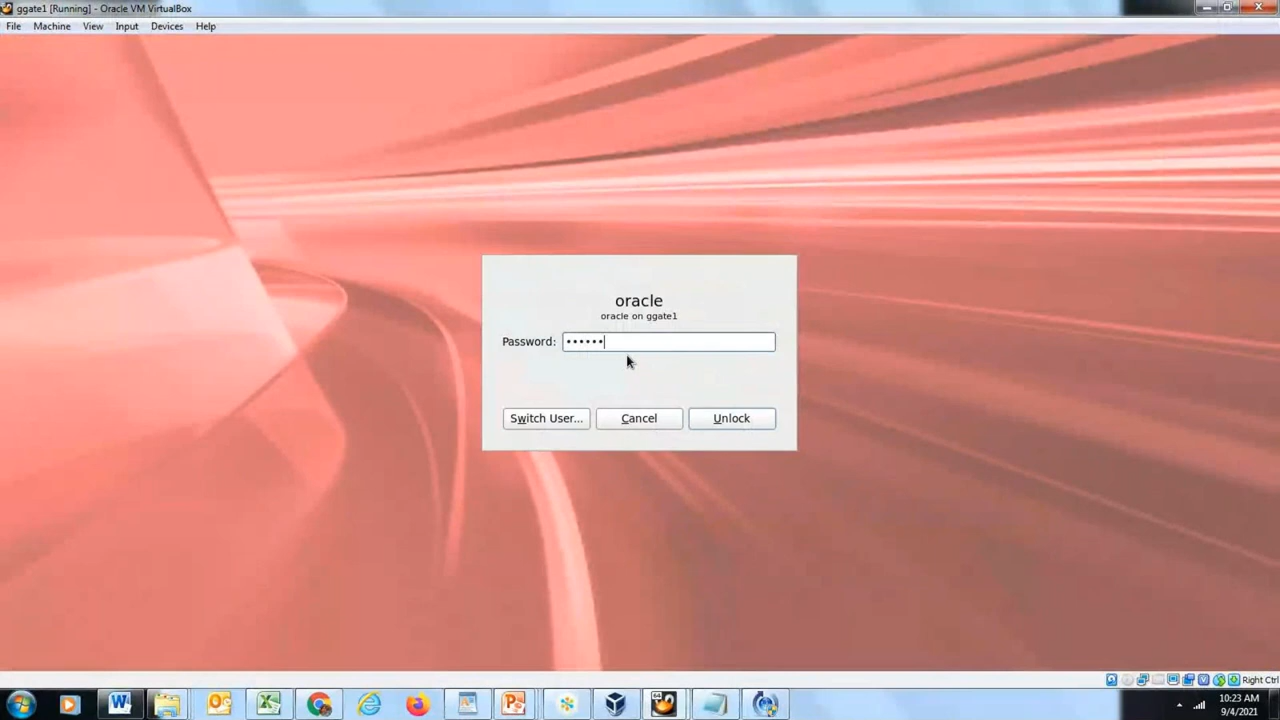 ggate1 [Running] - Oracle VM VirtualBox
File Machine View Input Devices Help
oracle
oracle on ggate1
Password: ••••••
Switch User... Cancel Unlock
Right Ctrl
64
10:23 AM
9/4/2021